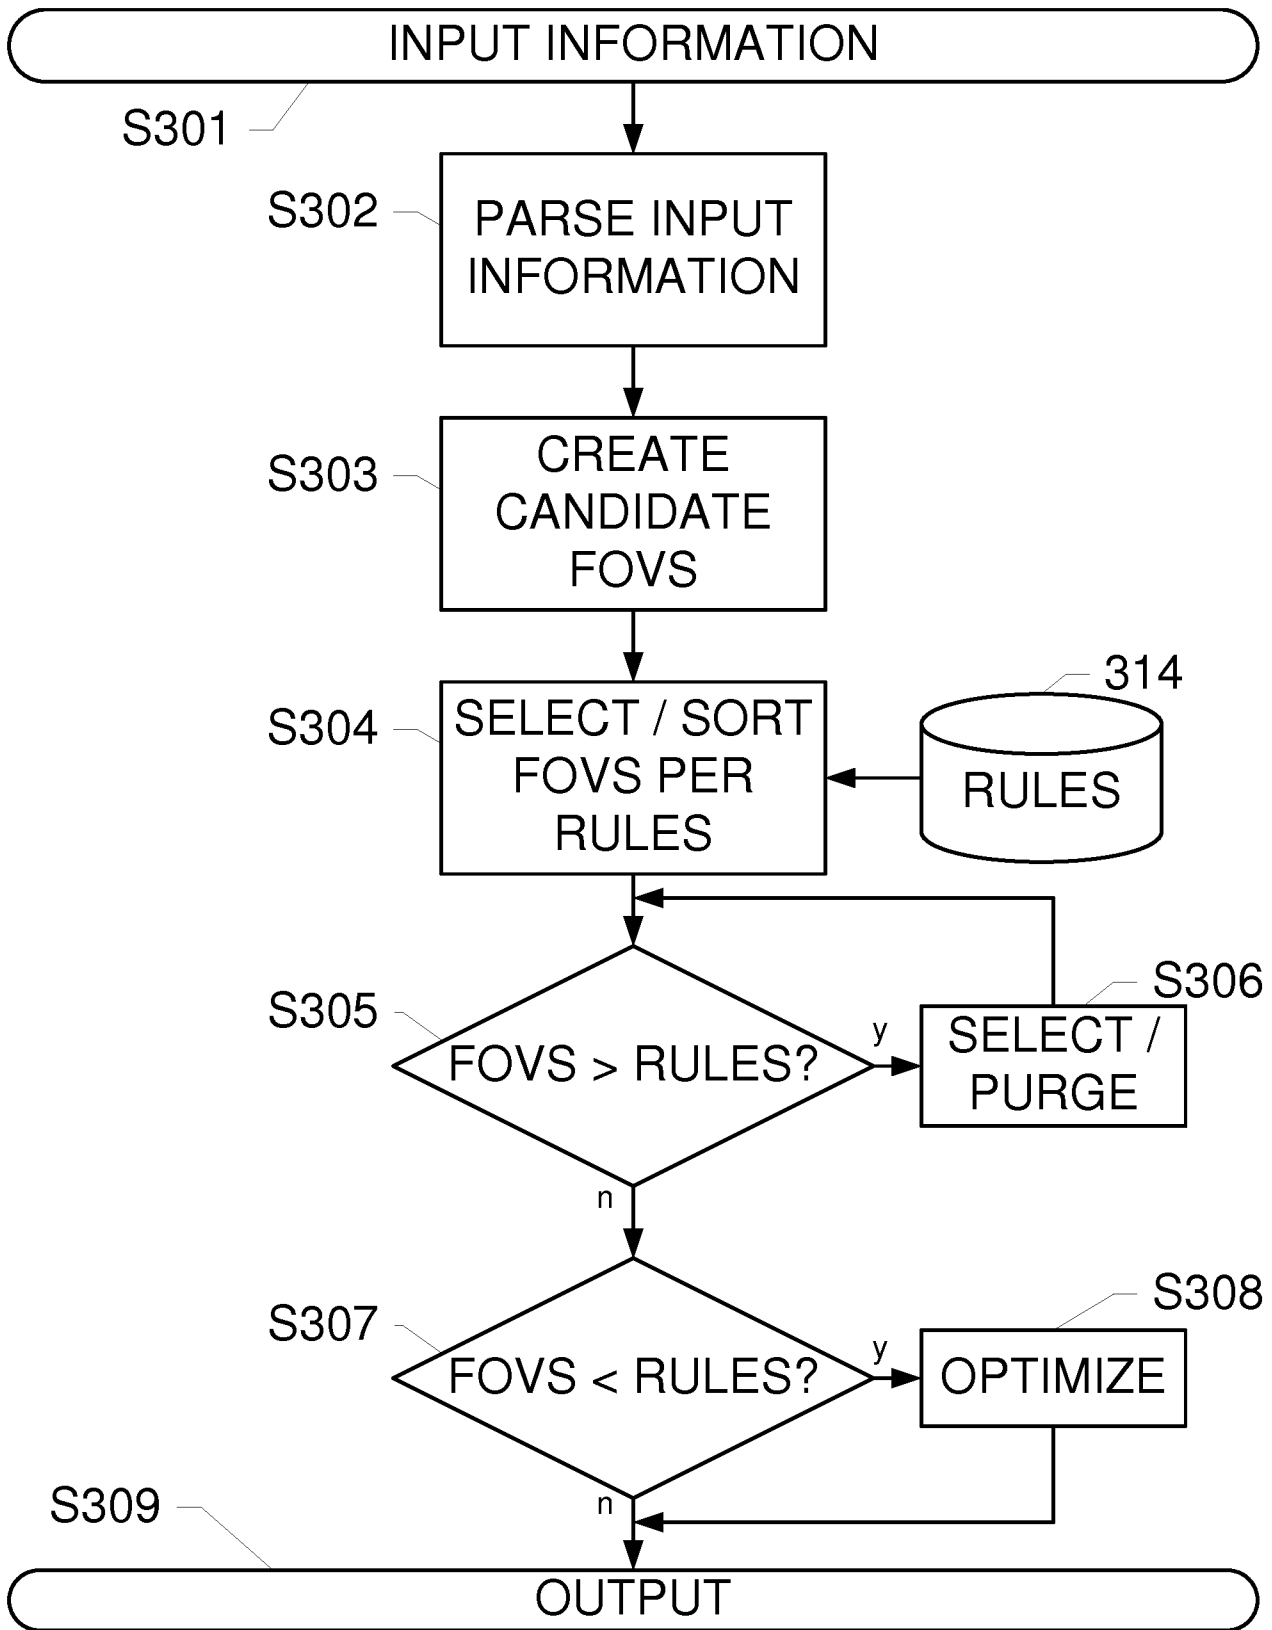 INPUT INFORMATION
S301
S302
PARSE INPUT
INFORMATION
S303
CREATE
CANDIDATE
FOVS
S304
SELECT / SORT
FOVS PER
RULES
314
RULES
S305
FOVS > RULES?
y
n
S306
SELECT /
PURGE
S307
FOVS < RULES?
y
n
S308
OPTIMIZE
S309
OUTPUT